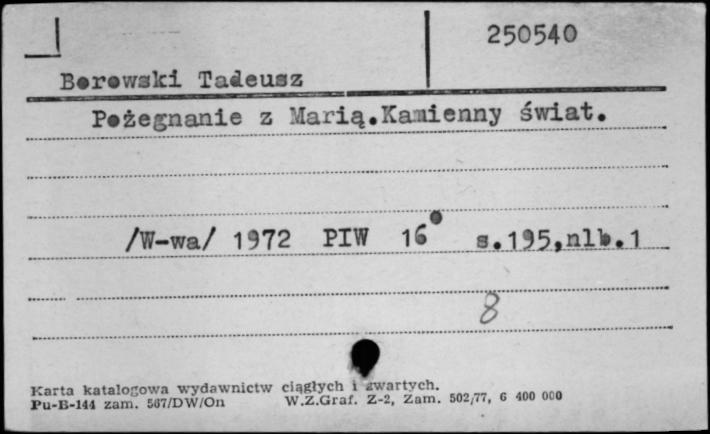 250540
Borowski Tadeusz
Pożegnanie z Marią.Kamienny świat.
/W-wa/ 1972 PIW 16° s.195,nlb.1
8
Karta katalogowa wydawnictw ciągłych i zwartych.
Pu-B-144 zam. 567/DW/On W.Z.Graf. Z-2, Zam. 502/77, 6 400 000